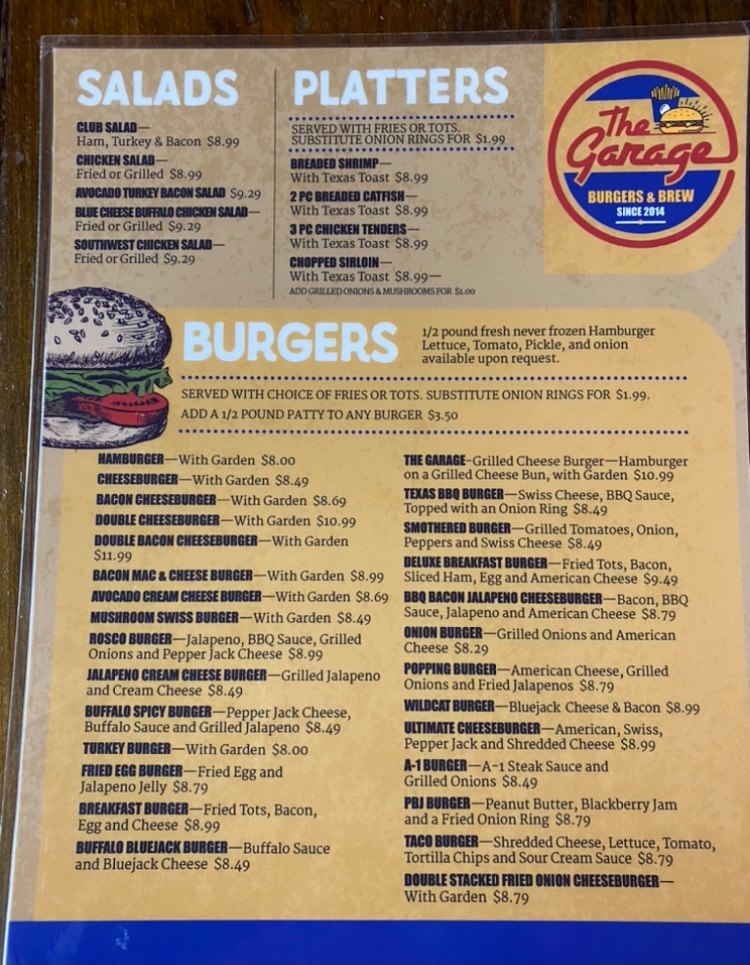 SALADS
CLUB SALAD—
Ham, Turkey & Bacon $8.99
CHICKEN SALAD—
Fried or Grilled $8.99
AVOCADO TURKEY BACON SALAD $9.29
BLUE CHEESE BUFFALO CHICKEN SALAD—
Fried or Grilled $9.29
SOUTHWEST CHICKEN SALAD—
Fried or Grilled $9.29
PLATTERS
SERVED WITH FRIES OR TOTS.
SUBSTITUTE ONION RINGS FOR $1.99
BREADED SHRIMP—
With Texas Toast $8.99
2 PC BREADED CATFISH—
With Texas Toast $8.99
3 PC CHICKEN TENDERS—
With Texas Toast $8.99
CHOPPED SIRLOIN—
With Texas Toast $8.99—
ADD GRILLED ONIONS & MUSHROOMS FOR $1.00
The
Garage
BURGERS & BREW
SINCE 2014
BURGERS
1/2 pound fresh never frozen Hamburger
Lettuce, Tomato, Pickle, and onion
available upon request.
SERVED WITH CHOICE OF FRIES OR TOTS. SUBSTITUTE ONION RINGS FOR $1.99.
ADD A 1/2 POUND PATTY TO ANY BURGER $3.50
HAMBURGER—With Garden $8.00
CHEESEBURGER—With Garden $8.49
BACON CHEESEBURGER—With Garden $8.69
DOUBLE CHEESEBURGER—With Garden $10.99
DOUBLE BACON CHEESEBURGER—With Garden
$11.99
BACON MAC & CHEESE BURGER—With Garden $8.99
AVOCADO CREAM CHEESE BURGER—With Garden $8.69
MUSHROOM SWISS BURGER—With Garden $8.49
ROSCO BURGER—Jalapeno, BBQ Sauce, Grilled
Onions and Pepper Jack Cheese $8.99
JALAPENO CREAM CHEESE BURGER—Grilled Jalapeno
and Cream Cheese $8.49
BUFFALO SPICY BURGER—Pepper Jack Cheese,
Buffalo Sauce and Grilled Jalapeno $8.49
TURKEY BURGER—With Garden $8.00
FRIED EGG BURGER—Fried Egg and
Jalapeno Jelly $8.79
BREAKFAST BURGER—Fried Tots, Bacon,
Egg and Cheese $8.99
BUFFALO BLUEJACK BURGER—Buffalo Sauce
and Bluejack Cheese $8.49
THE GARAGE-Grilled Cheese Burger—Hamburger
on a Grilled Cheese Bun, with Garden $10.99
TEXAS BBQ BURGER—Swiss Cheese, BBQ Sauce,
Topped with an Onion Ring $8.49
SMOTHERED BURGER—Grilled Tomatoes, Onion,
Peppers and Swiss Cheese $8.49
DELUXE BREAKFAST BURGER—Fried Tots, Bacon,
Sliced Ham, Egg and American Cheese $9.49
BBQ BACON JALAPENO CHEESEBURGER—Bacon, BBQ
Sauce, Jalapeno and American Cheese $8.79
ONION BURGER—Grilled Onions and American
Cheese $8.29
POPPING BURGER—American Cheese, Grilled
Onions and Fried Jalapenos $8.79
WILDCAT BURGER—Bluejack Cheese & Bacon $8.99
ULTIMATE CHEESEBURGER—American, Swiss,
Pepper Jack and Shredded Cheese $8.99
A-1 BURGER—A-1 Steak Sauce and
Grilled Onions $8.49
PBJ BURGER—Peanut Butter, Blackberry Jam
and a Fried Onion Ring $8.79
TACO BURGER—Shredded Cheese, Lettuce, Tomato,
Tortilla Chips and Sour Cream Sauce $8.79
DOUBLE STACKED FRIED ONION CHEESEBURGER—
With Garden $8.79